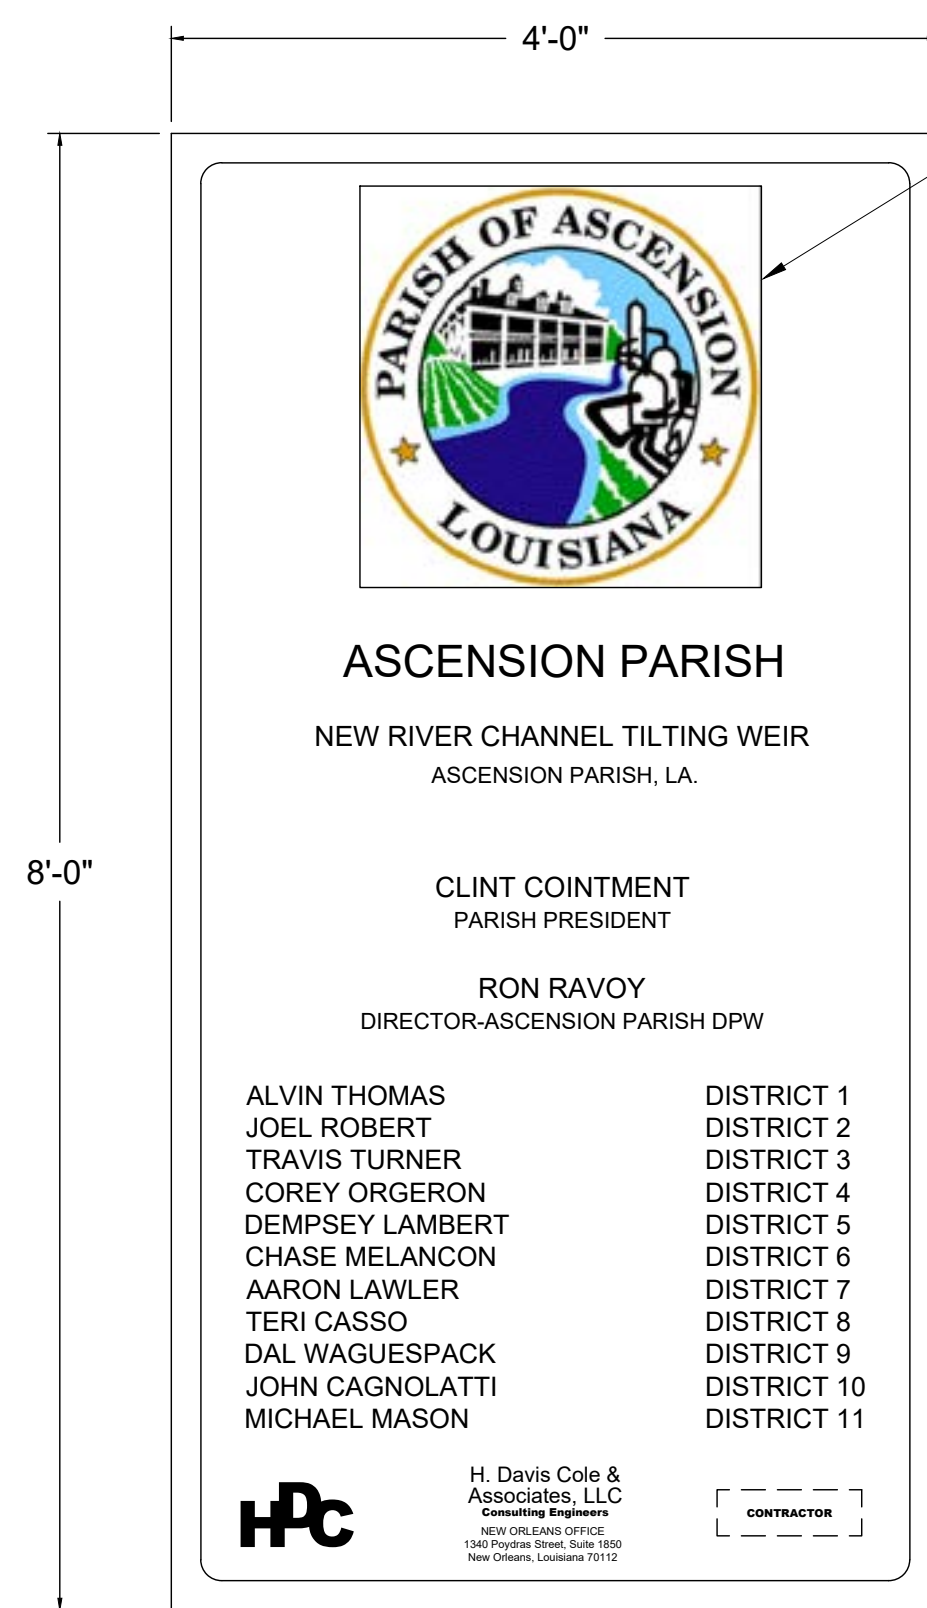 4'-0"
8'-0"
PARISH OF ASCENSION
LOUISIANA
ASCENSION PARISH
NEW RIVER CHANNEL TILTING WEIR
ASCENSION PARISH, LA.
CLINT COINTMENT
PARISH PRESIDENT
RON RAVOY
DIRECTOR-ASCENSION PARISH DPW
ALVIN THOMAS DISTRICT 1
JOEL ROBERT DISTRICT 2
TRAVIS TURNER DISTRICT 3
COREY ORGERON DISTRICT 4
DEMPSEY LAMBERT DISTRICT 5
CHASE MELANCON DISTRICT 6
AARON LAWLER DISTRICT 7
TERI CASSO DISTRICT 8
DAL WAGUESPACK DISTRICT 9
JOHN CAGNOLATTI DISTRICT 10
MICHAEL MASON DISTRICT 11
HDC
H. Davis Cole &
Associates, LLC
Consulting Engineers
NEW ORLEANS OFFICE
1340 Poydras Street, Suite 1850
New Orleans, Louisiana 70112
CONTRACTOR